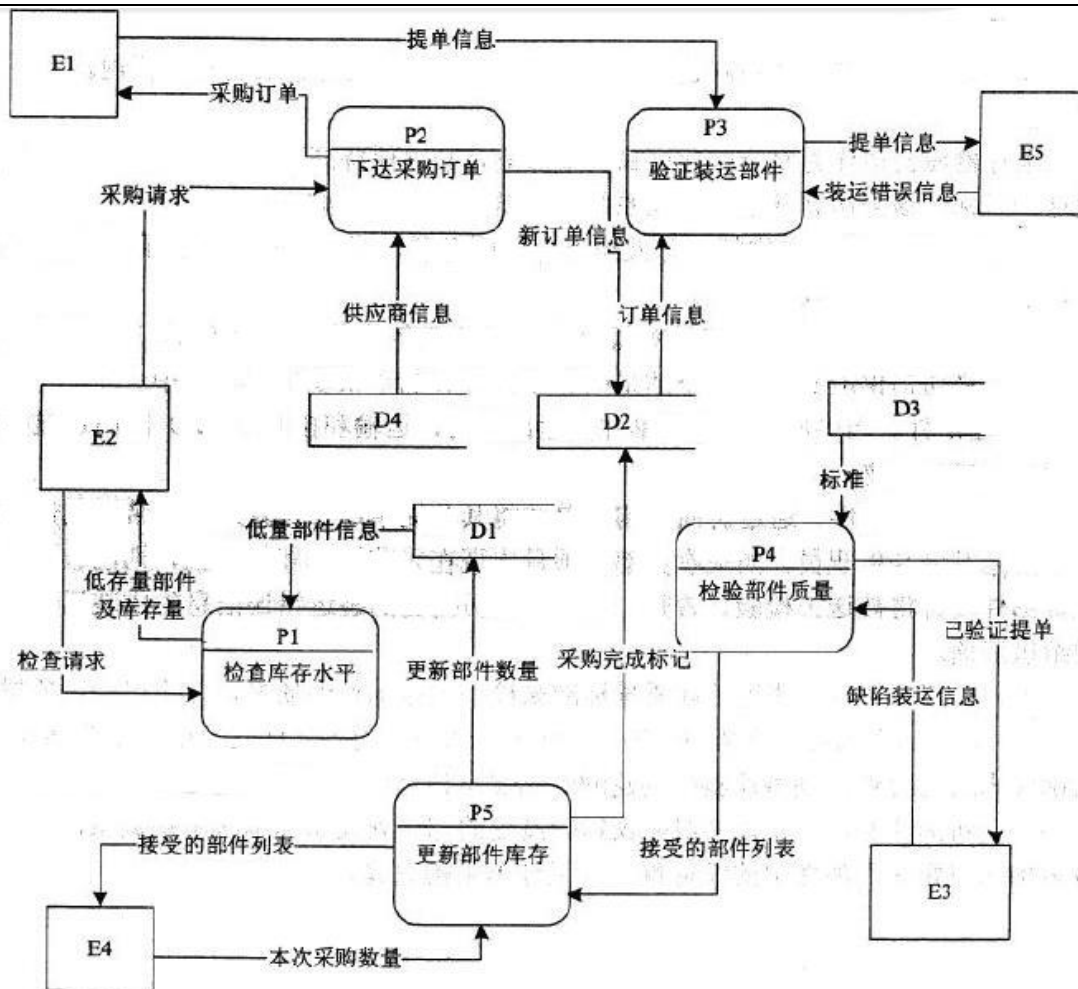 E1
提单信息
采购订单
P2
下达采购订单
P3
验证装运部件
提单信息
E5
装运错误信息
采购请求
新订单信息
供应商信息
订单信息
E2
D4
D2
D3
标准
低量部件信息
D1
P4
检验部件质量
低存量部件
及库存量
P1
检查库存水平
检查请求
更新部件数量
采购完成标记
已验证提单
缺陷装运信息
P5
更新部件库存
接受的部件列表
接受的部件列表
E3
E4
本次采购数量